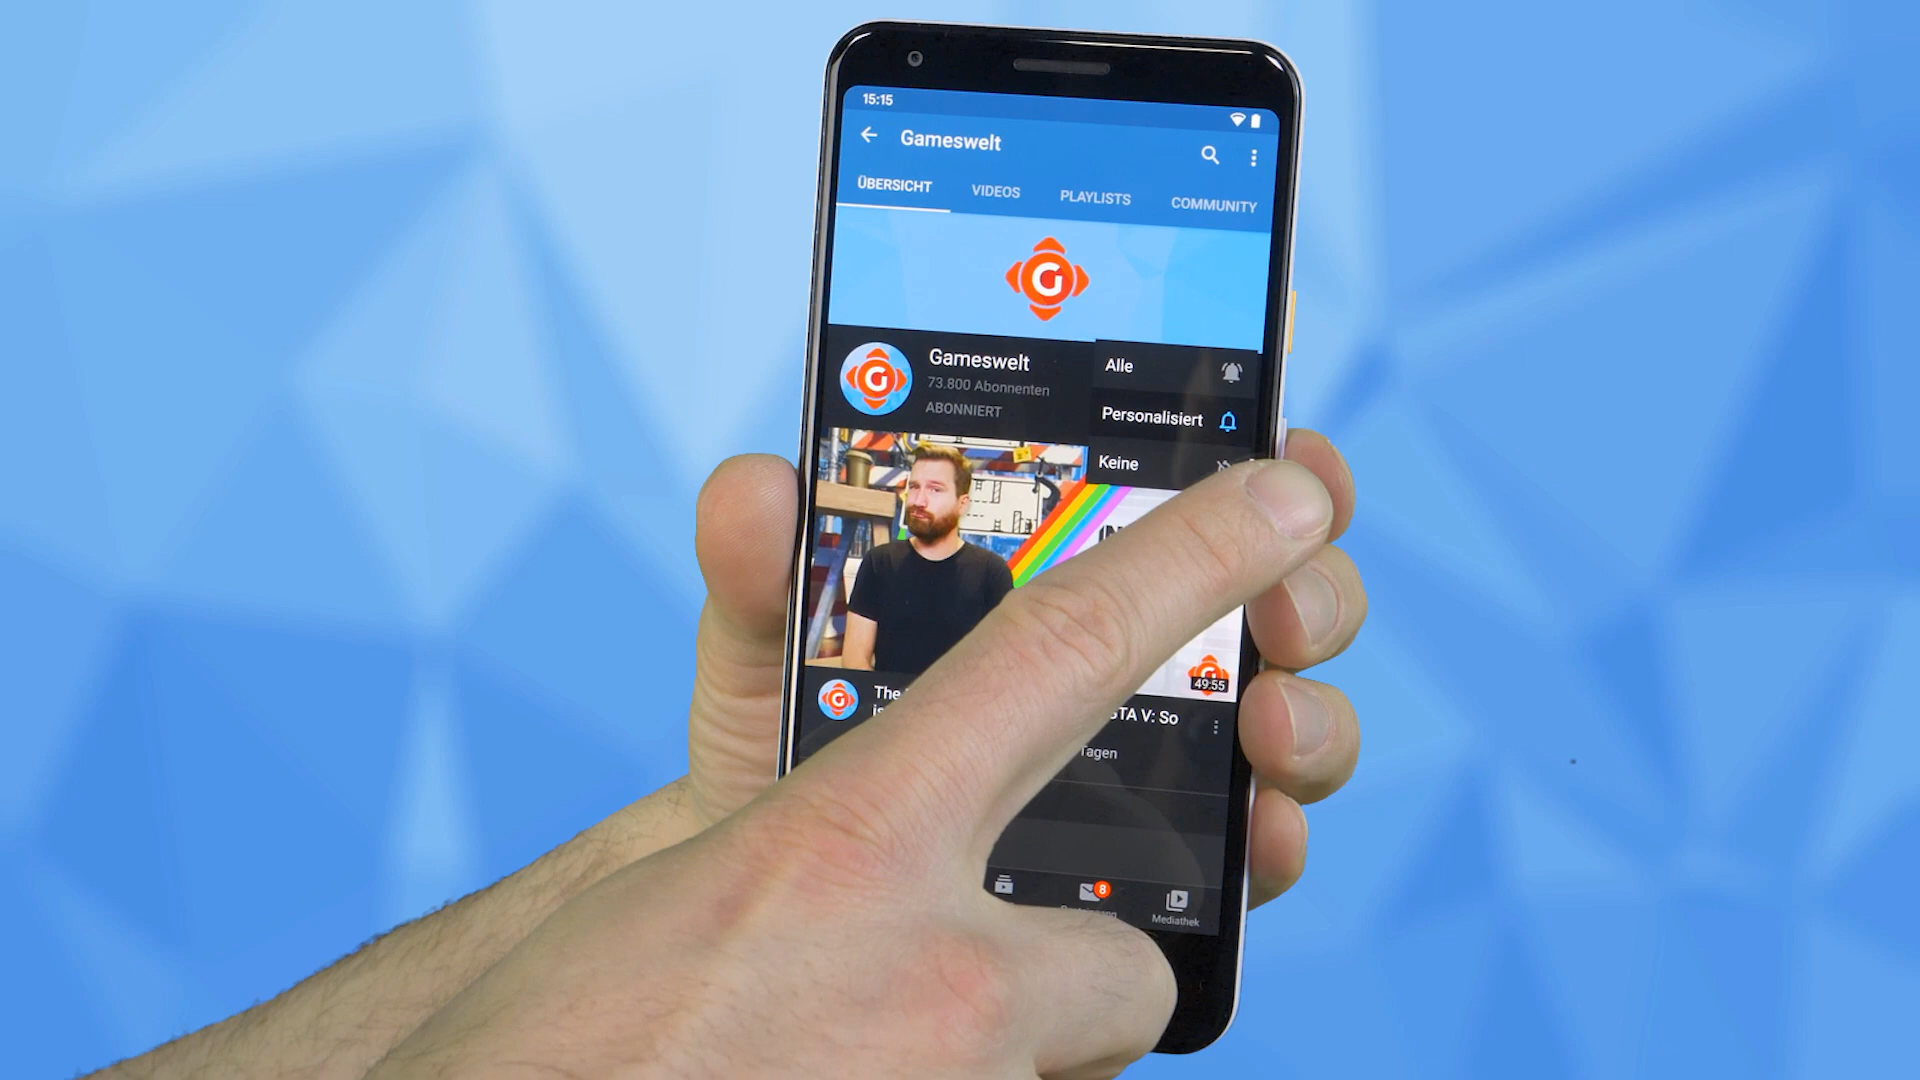 15:15
Gameswelt
ÜBERSICHT VIDEOS PLAYLISTS COMMUNITY
G
G
Gameswelt
73.800 Abonnenten
ABONNIERT
Alle
Personalisiert
Keine
49:55
G
The
GTA V: So
Tagen
8
Mediathek